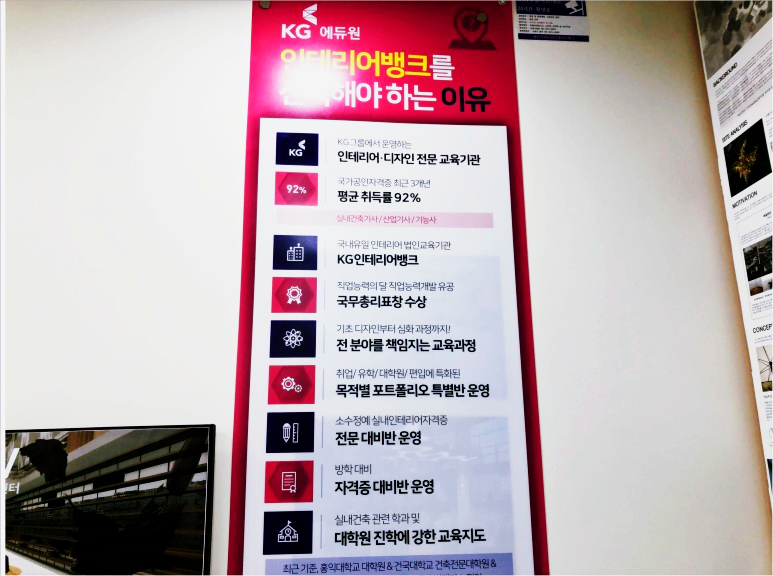 KG 에듀원
인테리어뱅크를
선택해야 하는 이유
KG
KG그룹에서 운영하는
인테리어·디자인 전문 교육기관
92%
국가공인자격증 최근 3개년
평균 취득률 92%
실내건축기사 / 산업기사 / 기능사
국내유일 인테리어 법인교육기관
KG인테리어뱅크
직업능력의 달 직업능력개발 유공
국무총리표창 수상
기초 디자인부터 심화 과정까지!
전 분야를 책임지는 교육과정
취업/ 유학/ 대학원/ 편입에 특화된
목적별 포트폴리오 특별반 운영
소수정예 실내인테리어자격증
전문 대비반 운영
방학 대비
자격증 대비반 운영
실내건축 관련 학과 및
대학원 진학에 강한 교육지도
최근 기준, 홍익대학교 대학원 & 건국대학교 건축전문대학원 &
BACKGROUND
SITE ANALYSIS
MOTIVATION
CONCEP